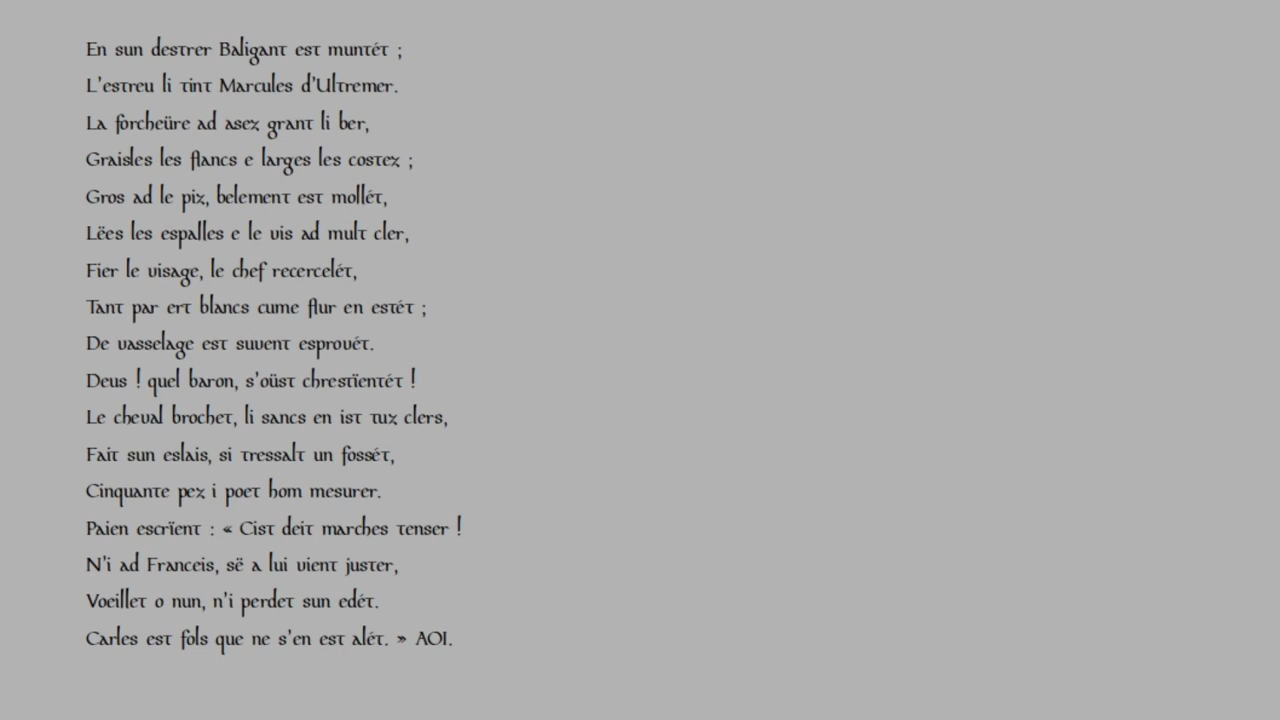 En sun destrer Baligant est muntét ;
L'estreu li tint Marcules d'Ultremer.
La forcheüre ad asez grant li ber,
Graisles les flancs e larges les costez ;
Gros ad le piz, belement est mollét,
Lëes les espalles e le vis ad mult cler,
Fier le visage, le chef recercelét,
Tant par ert blancs cume flur en estét ;
De vasselage est suvent esprovét.
Deus ! quel baron, s'oüst chrestïentét !
Le cheval brochet, li sancs en ist tuz clers,
Fait sun eslais, si tressalt un fossét,
Cinquante pez i poet hom mesurer.
Paien escrïent : « Cist deit marches tenser !
N'i ad Franceis, së a lui vient juster,
Voeillet o nun, n'i perdet sun edét.
Carles est fols que ne s'en est alét. » AOI.